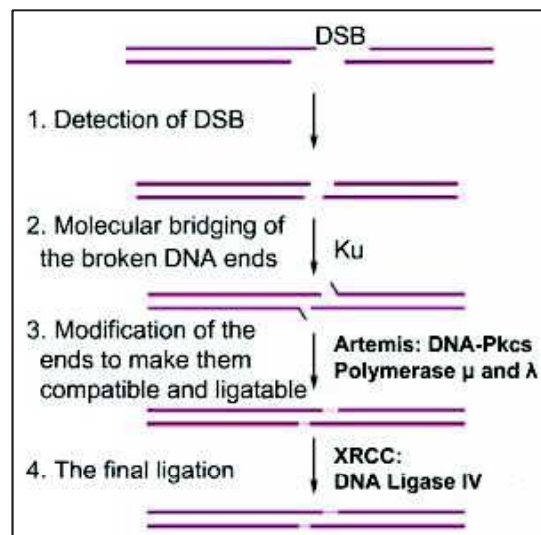 DSB
1. Detection of DSB
2. Molecular bridging of
the broken DNA ends
Ku
3. Modification of the
ends to make them
compatible and ligatable
Artemis: DNA-Pkcs
Polymerase µ and λ
4. The final ligation
XRCC:
DNA Ligase IV